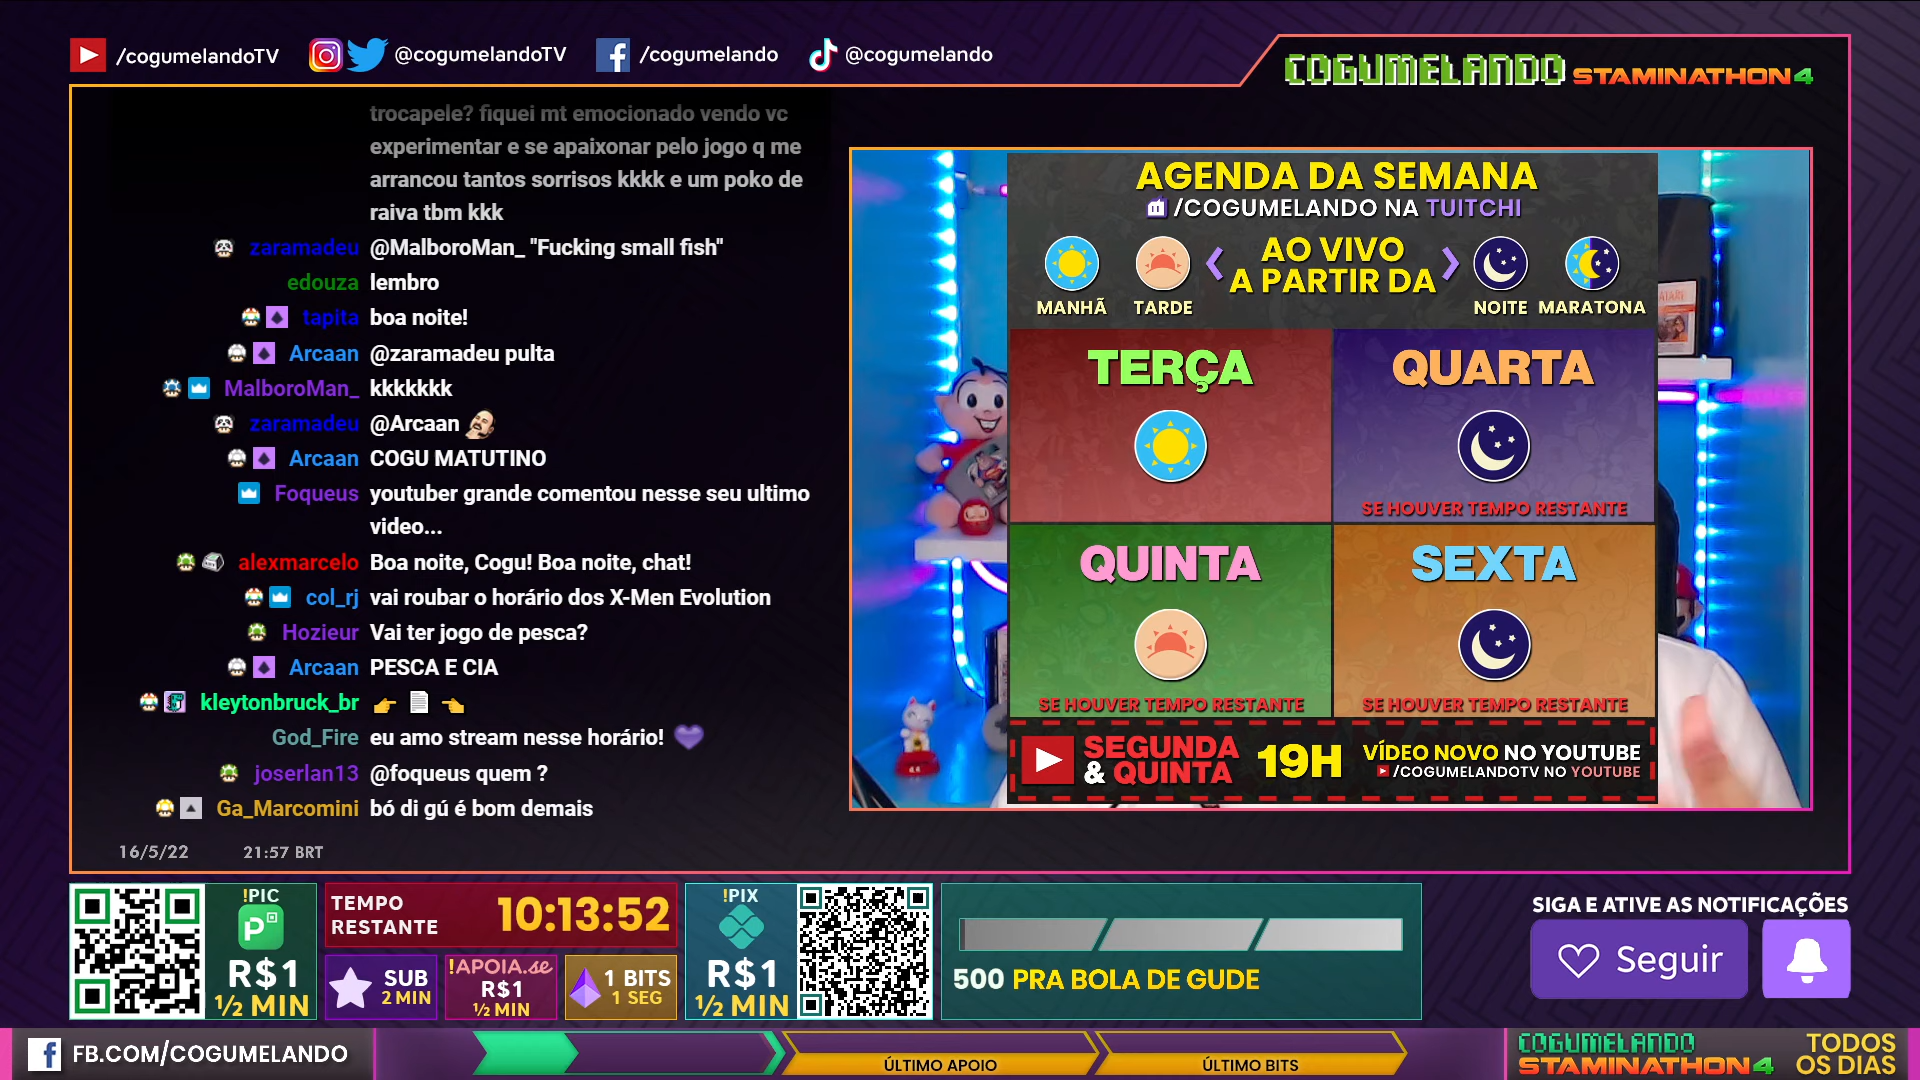 /cogumelandoTV
@cogumelandoTV
/cogumelando
@cogumelando
COGUMELANDO STAMINATHON 4
trocapele? fiquei mt emocionado vendo vc
experimentar e se apaixonar pelo jogo q me
arrancou tantos sorrisos kkkk e um poko de
raiva tbm kkk
zaramadeu @MalboroMan_ "Fucking small fish"
edouza lembro
tapita boa noite!
Arcaan @zaramadeu pulta
MalboroMan_ kkkkkkk
zaramadeu @Arcaan
Arcaan COGU MATUTINO
Foqueus youtuber grande comentou nesse seu ultimo
video...
alexmarcelo Boa noite, Cogu! Boa noite, chat!
col_rj vai roubar o horário dos X-Men Evolution
Hozieur Vai ter jogo de pesca?
Arcaan PESCA E CIA
kleytonbruck_br
God_Fire eu amo stream nesse horário!
joserlan13 @foqueus quem ?
Ga_Marcomini bó di gú é bom demais
16/5/22 21:57 BRT
AGENDA DA SEMANA
/COGUMELANDO NA TUITCHI
AO VIVO
A PARTIR DA
MANHÃ TARDE NOITE MARATONA
TERÇA
QUARTA
SE HOUVER TEMPO RESTANTE
QUINTA
SE HOUVER TEMPO RESTANTE
SEXTA
SE HOUVER TEMPO RESTANTE
SEGUNDA
& QUINTA
19H
VÍDEO NOVO NO YOUTUBE
/COGUMELANDOTV NO YOUTUBE
!PIC
R$1
½ MIN
TEMPO
RESTANTE
10:13:52
SUB
2 MIN
!APOIA.se
R$1
½ MIN
1 BITS
1 SEG
!PIX
R$1
½ MIN
500 PRA BOLA DE GUDE
SIGA E ATIVE AS NOTIFICAÇÕES
Seguir
FB.COM/COGUMELANDO
ÚLTIMO APOIO
ÚLTIMO BITS
COGUMELANDO
STAMINATHON 4
TODOS
OS DIAS